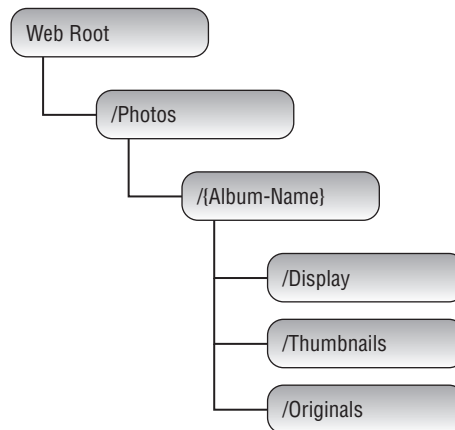 Web Root
/Photos
/{Album-Name}
/Display
/Thumbnails
/Originals